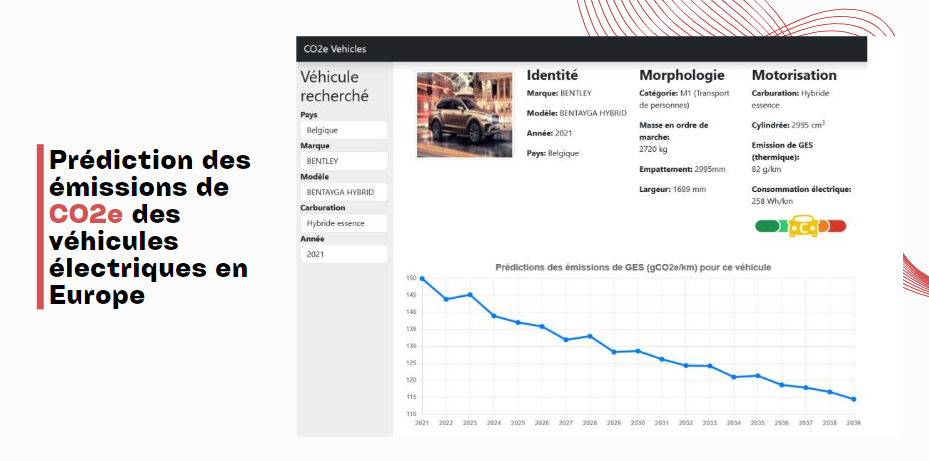 Prédiction des
émissions de
CO2e des
véhicules
électriques en
Europe
CO2e Vehicles
Véhicule
recherché
Pays
Belgique
Marque
BENTLEY
Modèle
BENTAYGA HYBRID
Carburation
Hybride essence
Année
2021
Identité
Marque: BENTLEY
Modèle: BENTAYGA HYBRID
Année: 2021
Pays: Belgique
Morphologie
Catégorie: M1 (Transport
de personnes)
Masse en ordre de
marche:
2720 kg
Empattement: 2995mm
Largeur: 1689 mm
Motorisation
Carburation: Hybride
essence
Cylindrée: 2995 cm³
Emission de GES
(thermique):
82 g/km
Consommation électrique:
258 Wh/km
C
Prédictions des émissions de GES (gCO2e/km) pour ce véhicule
150
145
140
135
130
125
120
115
110
2021 2022 2023 2024 2025 2026 2027 2028 2029 2030 2031 2032 2033 2034 2035 2036 2037 2038 2039